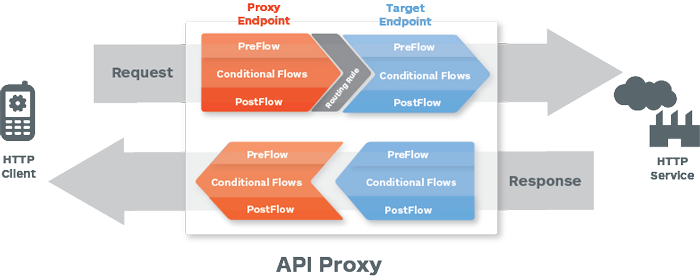 Proxy
Endpoint
Target
Endpoint
PreFlow
PreFlow
Request
Conditional Flows
Routing Rule
Conditional Flows
PostFlow
PostFlow
HTTP
Client
HTTP
Service
PreFlow
PreFlow
Conditional Flows
Conditional Flows
Response
PostFlow
PostFlow
API Proxy